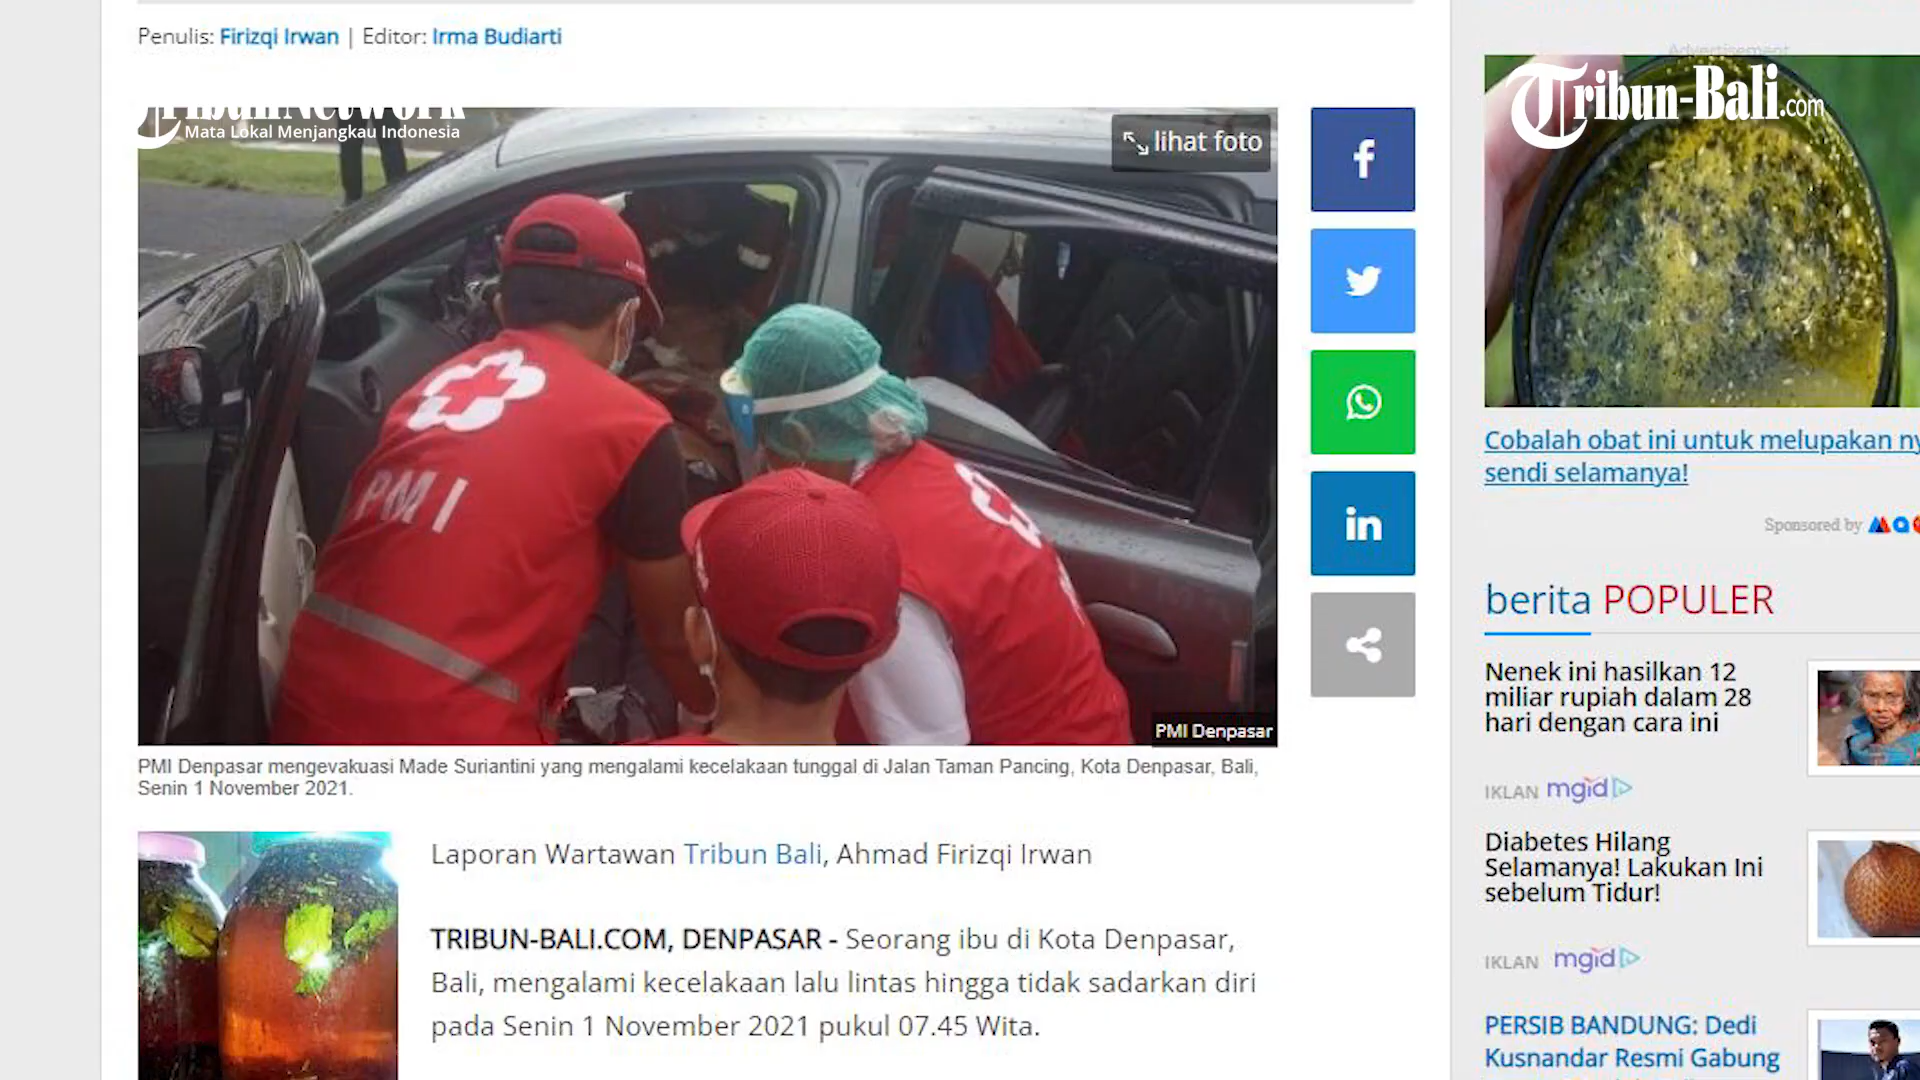 Penulis: Firizqi Irwan | Editor: Irma Budiarti
Advertisement
TribunNetwork
Mata Lokal Menjangkau Indonesia
lihat foto
Tribun-Bali.com
PMI
PMI Denpasar
PMI Denpasar mengevakuasi Made Suriantini yang mengalami kecelakaan tunggal di Jalan Taman Pancing, Kota Denpasar, Bali,
Senin 1 November 2021.
Laporan Wartawan Tribun Bali, Ahmad Firizqi Irwan
TRIBUN-BALI.COM, DENPASAR - Seorang ibu di Kota Denpasar,
Bali, mengalami kecelakaan lalu lintas hingga tidak sadarkan diri
pada Senin 1 November 2021 pukul 07.45 Wita.
Cobalah obat ini untuk melupakan
sendi selamanya!
Sponsored by
berita POPULER
Nenek ini hasilkan 12
miliar rupiah dalam 28
hari dengan cara ini
IKLAN mgid
Diabetes Hilang
Selamanya! Lakukan Ini
sebelum Tidur!
IKLAN mgid
PERSIB BANDUNG: Dedi
Kusnandar Resmi Gabung